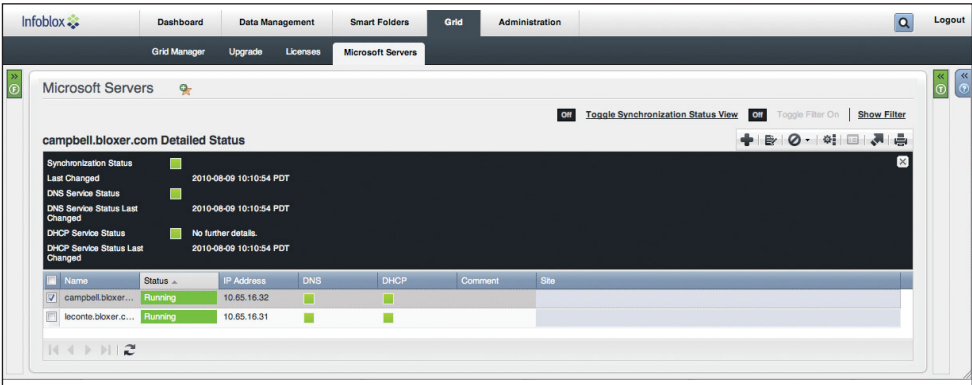 Infoblox Dashboard Data Management Smart Folders Grid Administration Logout
Grid Manager Upgrade Licenses Microsoft Servers
Microsoft Servers
Off Toggle Synchronization Status View Off Toggle Filter On Show Filter
campbell.bloxer.com Detailed Status
Synchronization Status
Last Changed 2010-08-09 10:10:54 PDT
DNS Service Status
DNS Service Status Last 2010-08-09 10:10:54 PDT
Changed
DHCP Service Status No further details.
DHCP Service Status Last 2010-08-09 10:10:54 PDT
Changed
Name Status IP Address DNS DHCP Comment Site
campbell.bloxer... Running 10.65.16.32
leconte.bloxer.c... Running 10.65.16.31